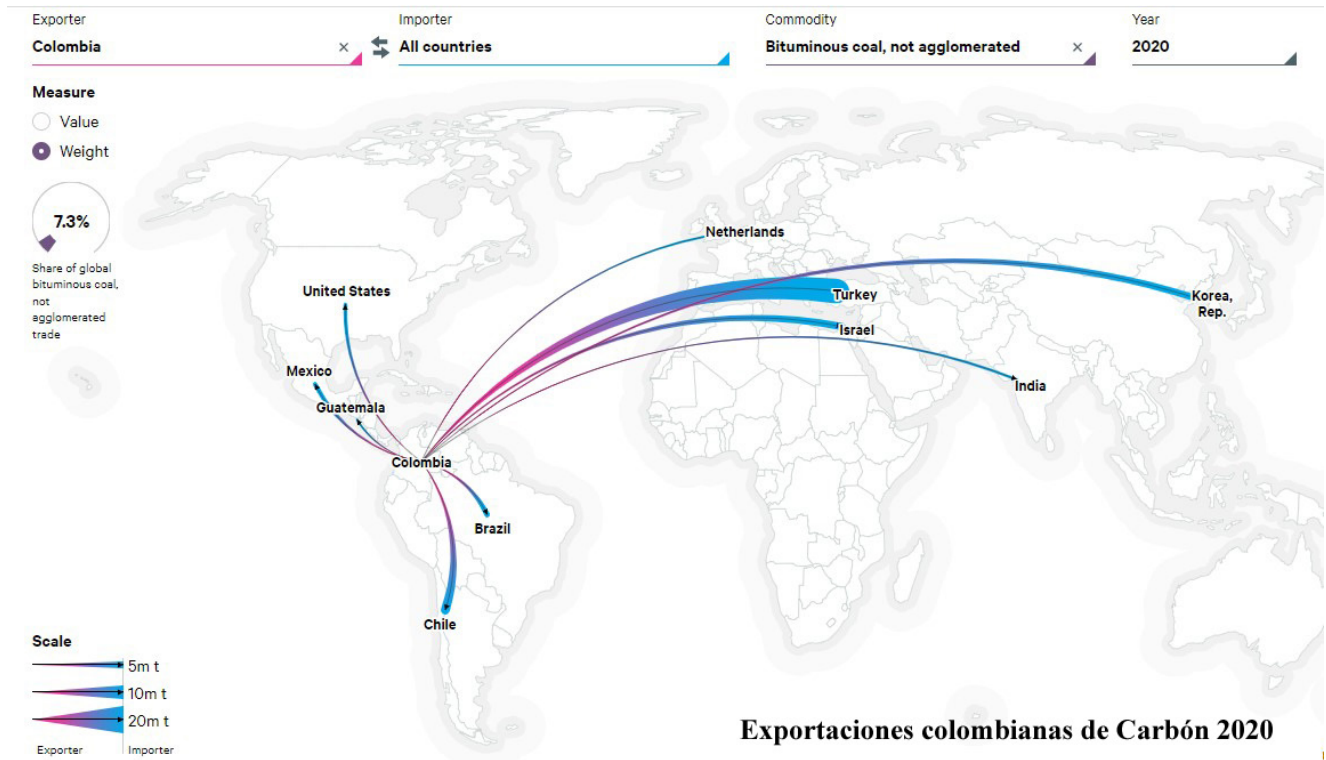 Exporter
Colombia ×
Importer
All countries
Commodity
Bituminous coal, not agglomerated ×
Year
2020
Measure
Value
Weight
7.3%
Share of global
bituminous coal,
not
agglomerated
trade
Netherlands
United States
Turkey
Korea,
Rep.
Israel
Mexico
India
Guatemala
Colombia
Brazil
Chile
Scale
5m t
10m t
20m t
Exporter
Importer
Exportaciones colombianas de Carbón 2020